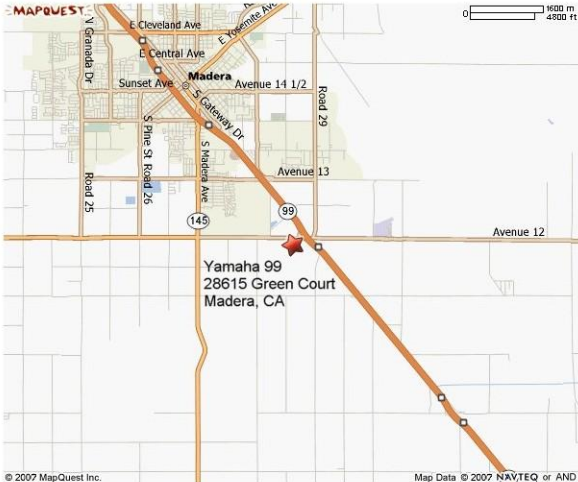 MAPQUEST
0 1600 m
4800 ft
N Granada Dr
E Cleveland Ave
E Yosemite Ave
E Central Ave
Madera
Sunset Ave
Avenue 14 1/2
S Gateway Dr
Road 29
S Pine St
Road 26
S Madera Ave
Avenue 13
Road 25
145
99
Avenue 12
Yamaha 99
28615 Green Court
Madera, CA
© 2007 MapQuest Inc.
Map Data © 2007 NAVTEQ or AND